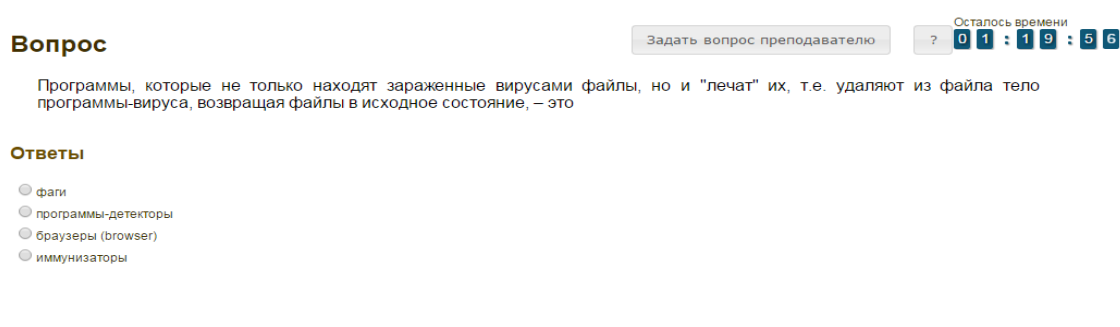 Осталось времени
Вопрос
Задать вопрос преподавателю
?
01:19:56
Программы, которые не только находят зараженные вирусами файлы, но и "лечат" их, т.е. удаляют из файла тело
программы-вируса, возвращая файлы в исходное состояние, – это
Ответы
фаги
программы-детекторы
браузеры (browser)
иммунизаторы